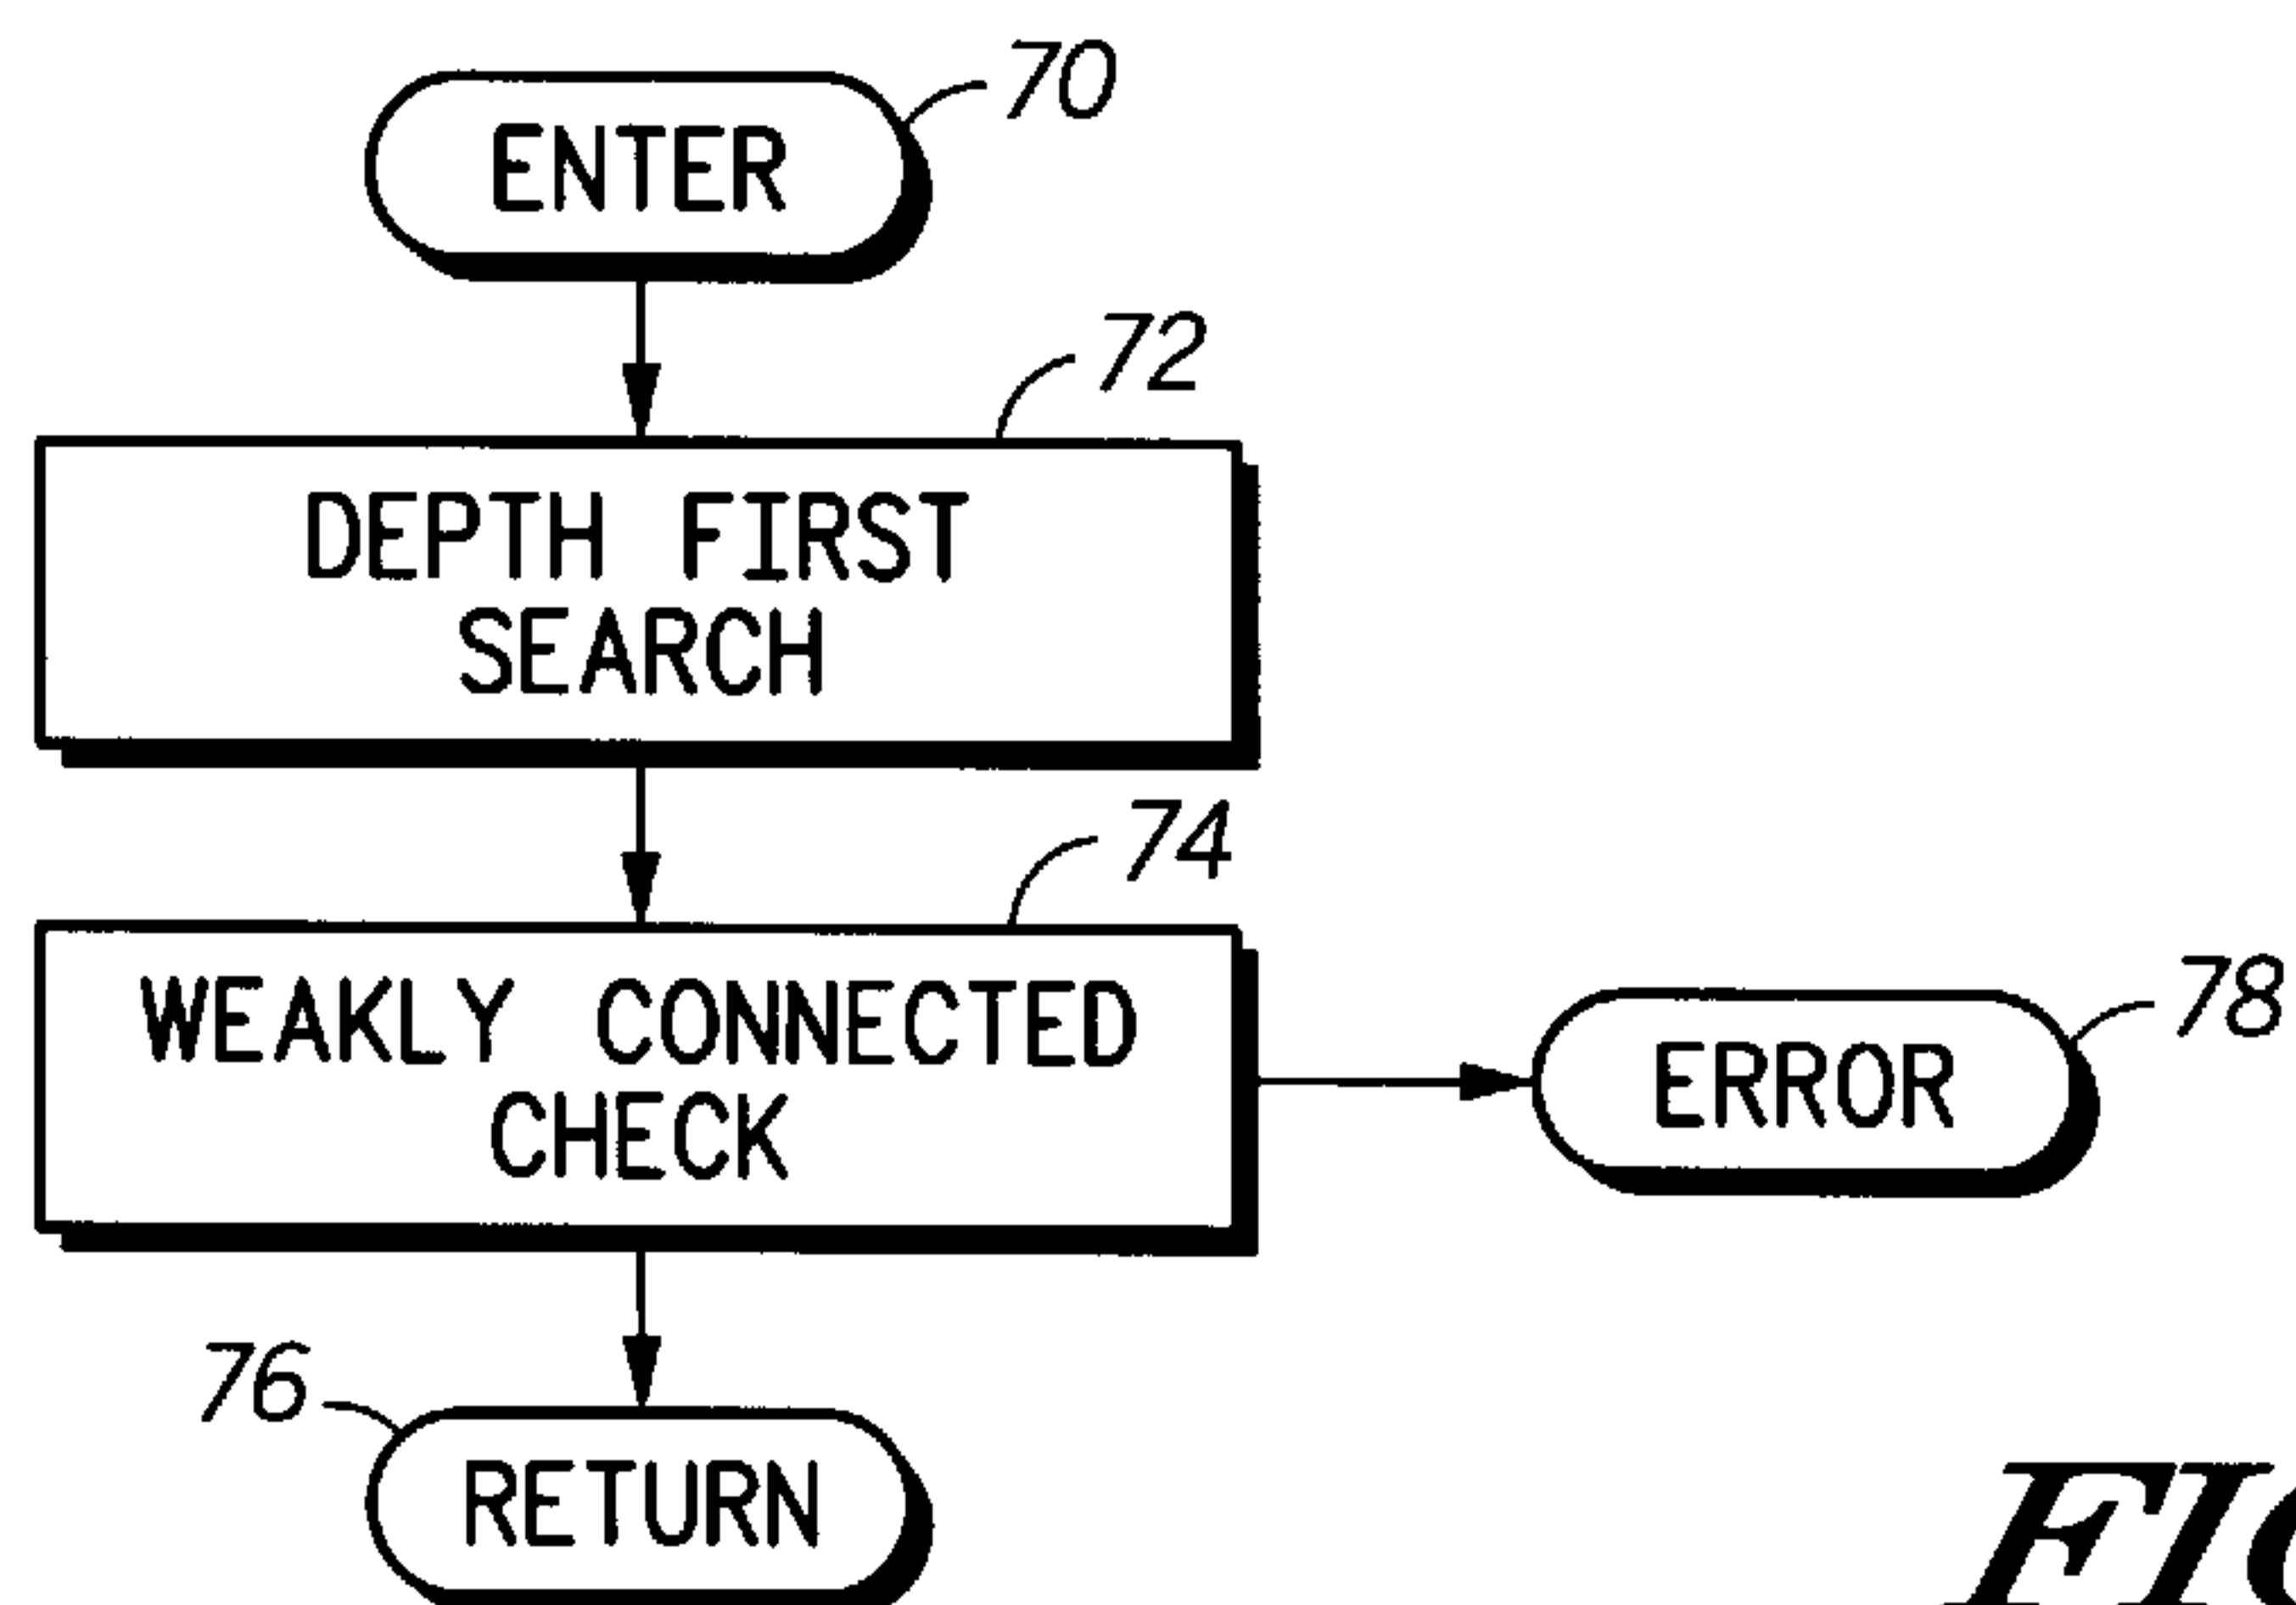 ENTER
70
72
DEPTH FIRST
SEARCH
74
WEAKLY CONNECTED
CHECK
78
ERROR
76
RETURN